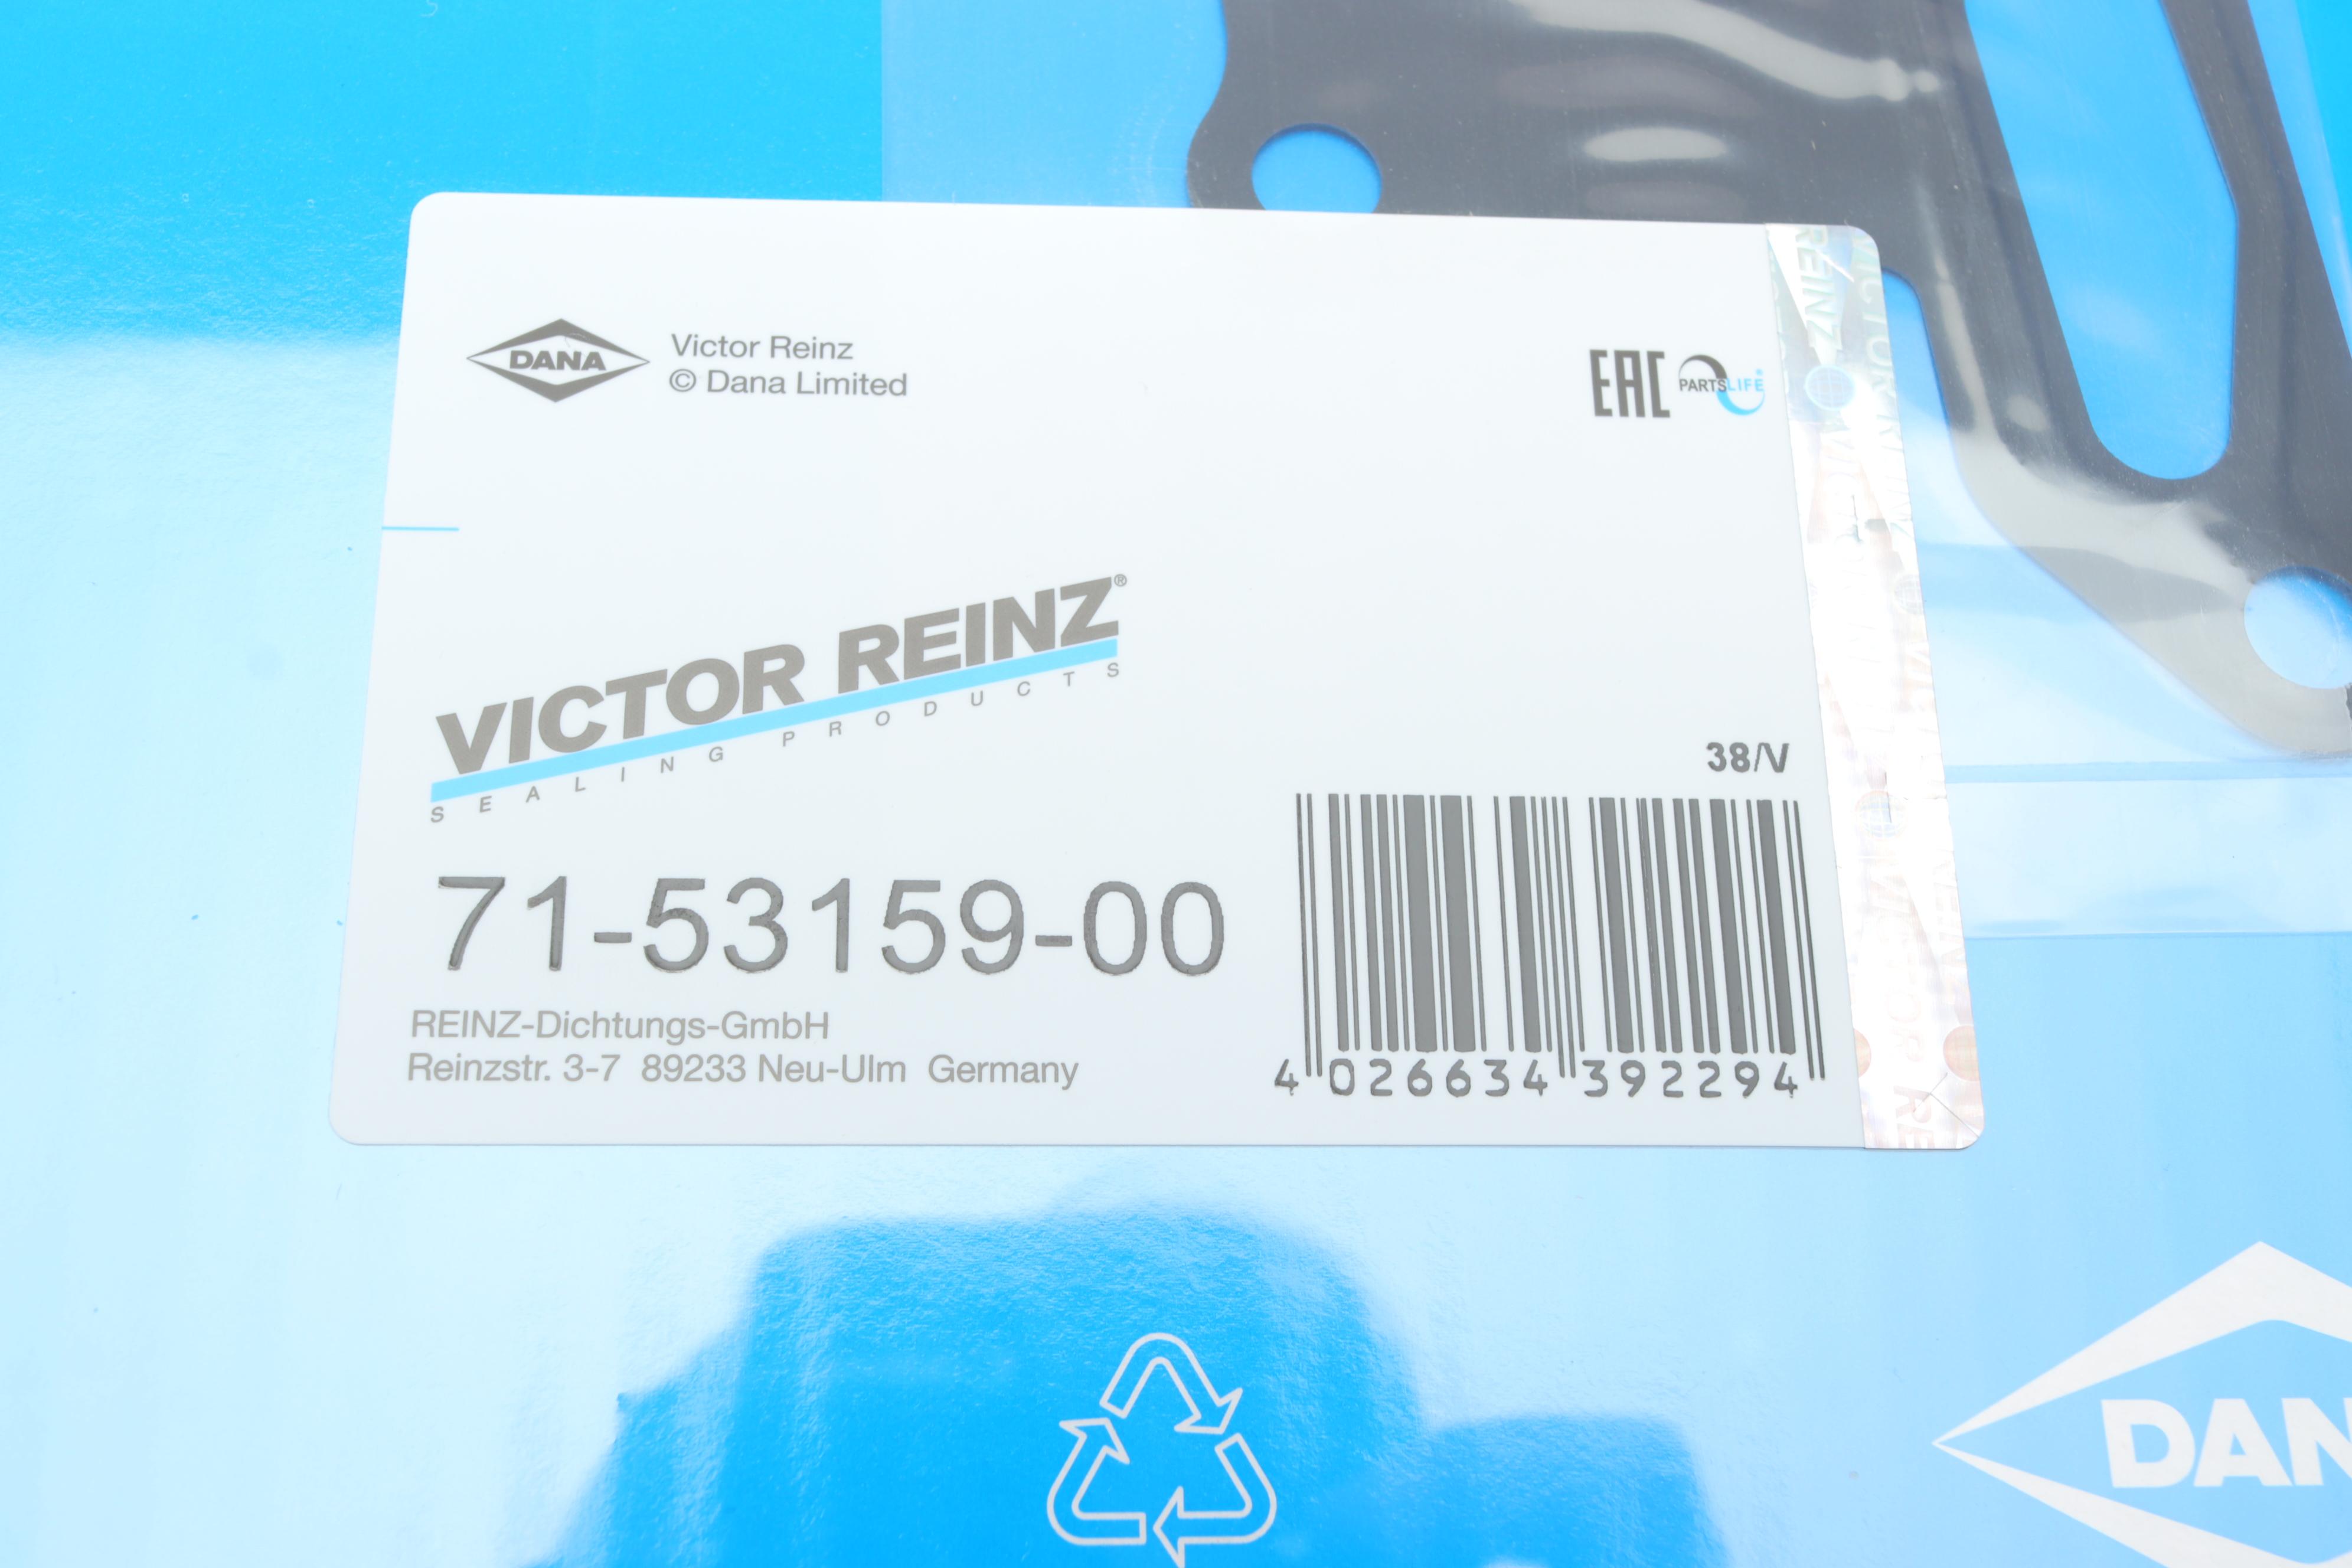 DANA
Victor Reinz
© Dana Limited
EAC
PARTSLIFE®
VICTOR REINZ®
SEALING PRODUCTS
38/V
71-53159-00
REINZ-Dichtungs-GmbH
Reinzstr. 3-7 89233 Neu-Ulm Germany
4 026634 392294